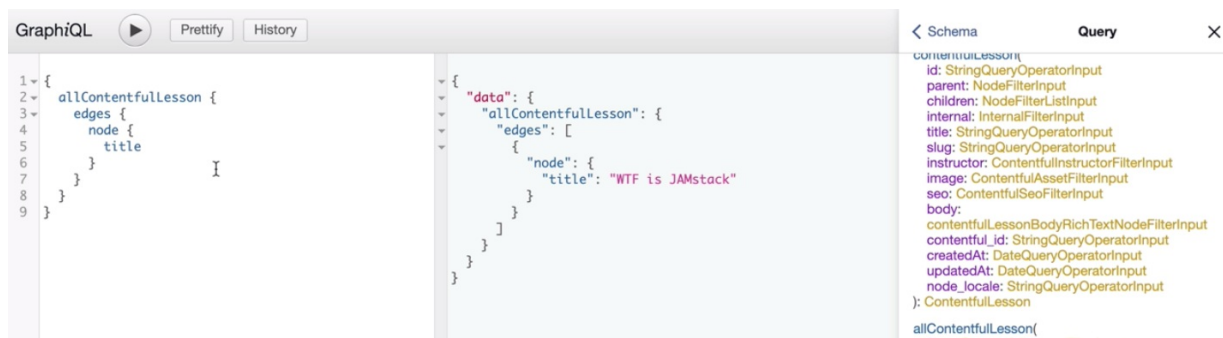 GraphiQL Prettify History
1 {
2 allContentfulLesson {
3 edges {
4 node {
5 title
6 }
7 }
8 }
9 }
{
"data": {
"allContentfulLesson": {
"edges": [
{
"node": {
"title": "WTF is JAMstack"
}
}
]
}
}
}
Schema Query
contentfulLesson(
id: StringQueryOperatorInput
parent: NodeFilterInput
children: NodeFilterListInput
internal: InternalFilterInput
title: StringQueryOperatorInput
slug: StringQueryOperatorInput
instructor: ContentfulInstructorFilterInput
image: ContentfulAssetFilterInput
seo: ContentfulSeoFilterInput
body:
contentfulLessonBodyRichTextNodeFilterInput
contentful_id: StringQueryOperatorInput
createdAt: DateQueryOperatorInput
updatedAt: DateQueryOperatorInput
node_locale: StringQueryOperatorInput
): ContentfulLesson
allContentfulLesson(